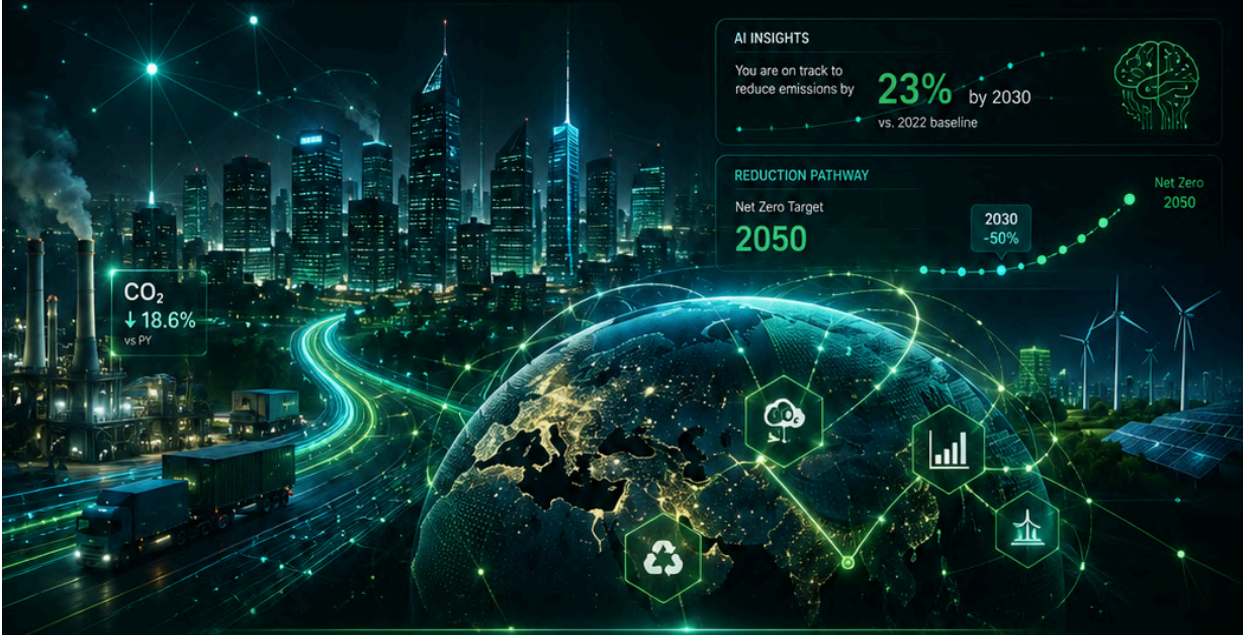 AI INSIGHTS
You are on track to
reduce emissions by
23% by 2030
vs. 2022 baseline
REDUCTION PATHWAY
Net Zero Target
2050
2030
-50%
Net Zero
2050
CO₂
↓ 18.6%
vs PY